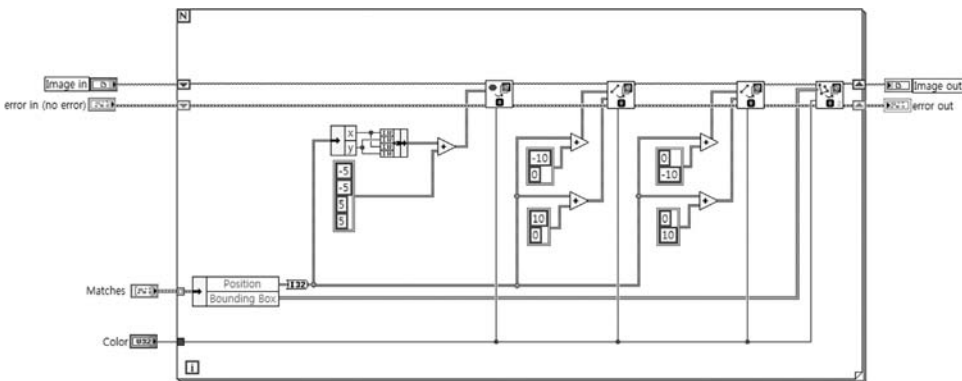 N
Image in
error in (no error)
Image out
error out
x
y
-5
-5
5
5
-10
0
10
0
0
-10
0
10
Matches
Position
Bounding Box
I32
Color
U32
i